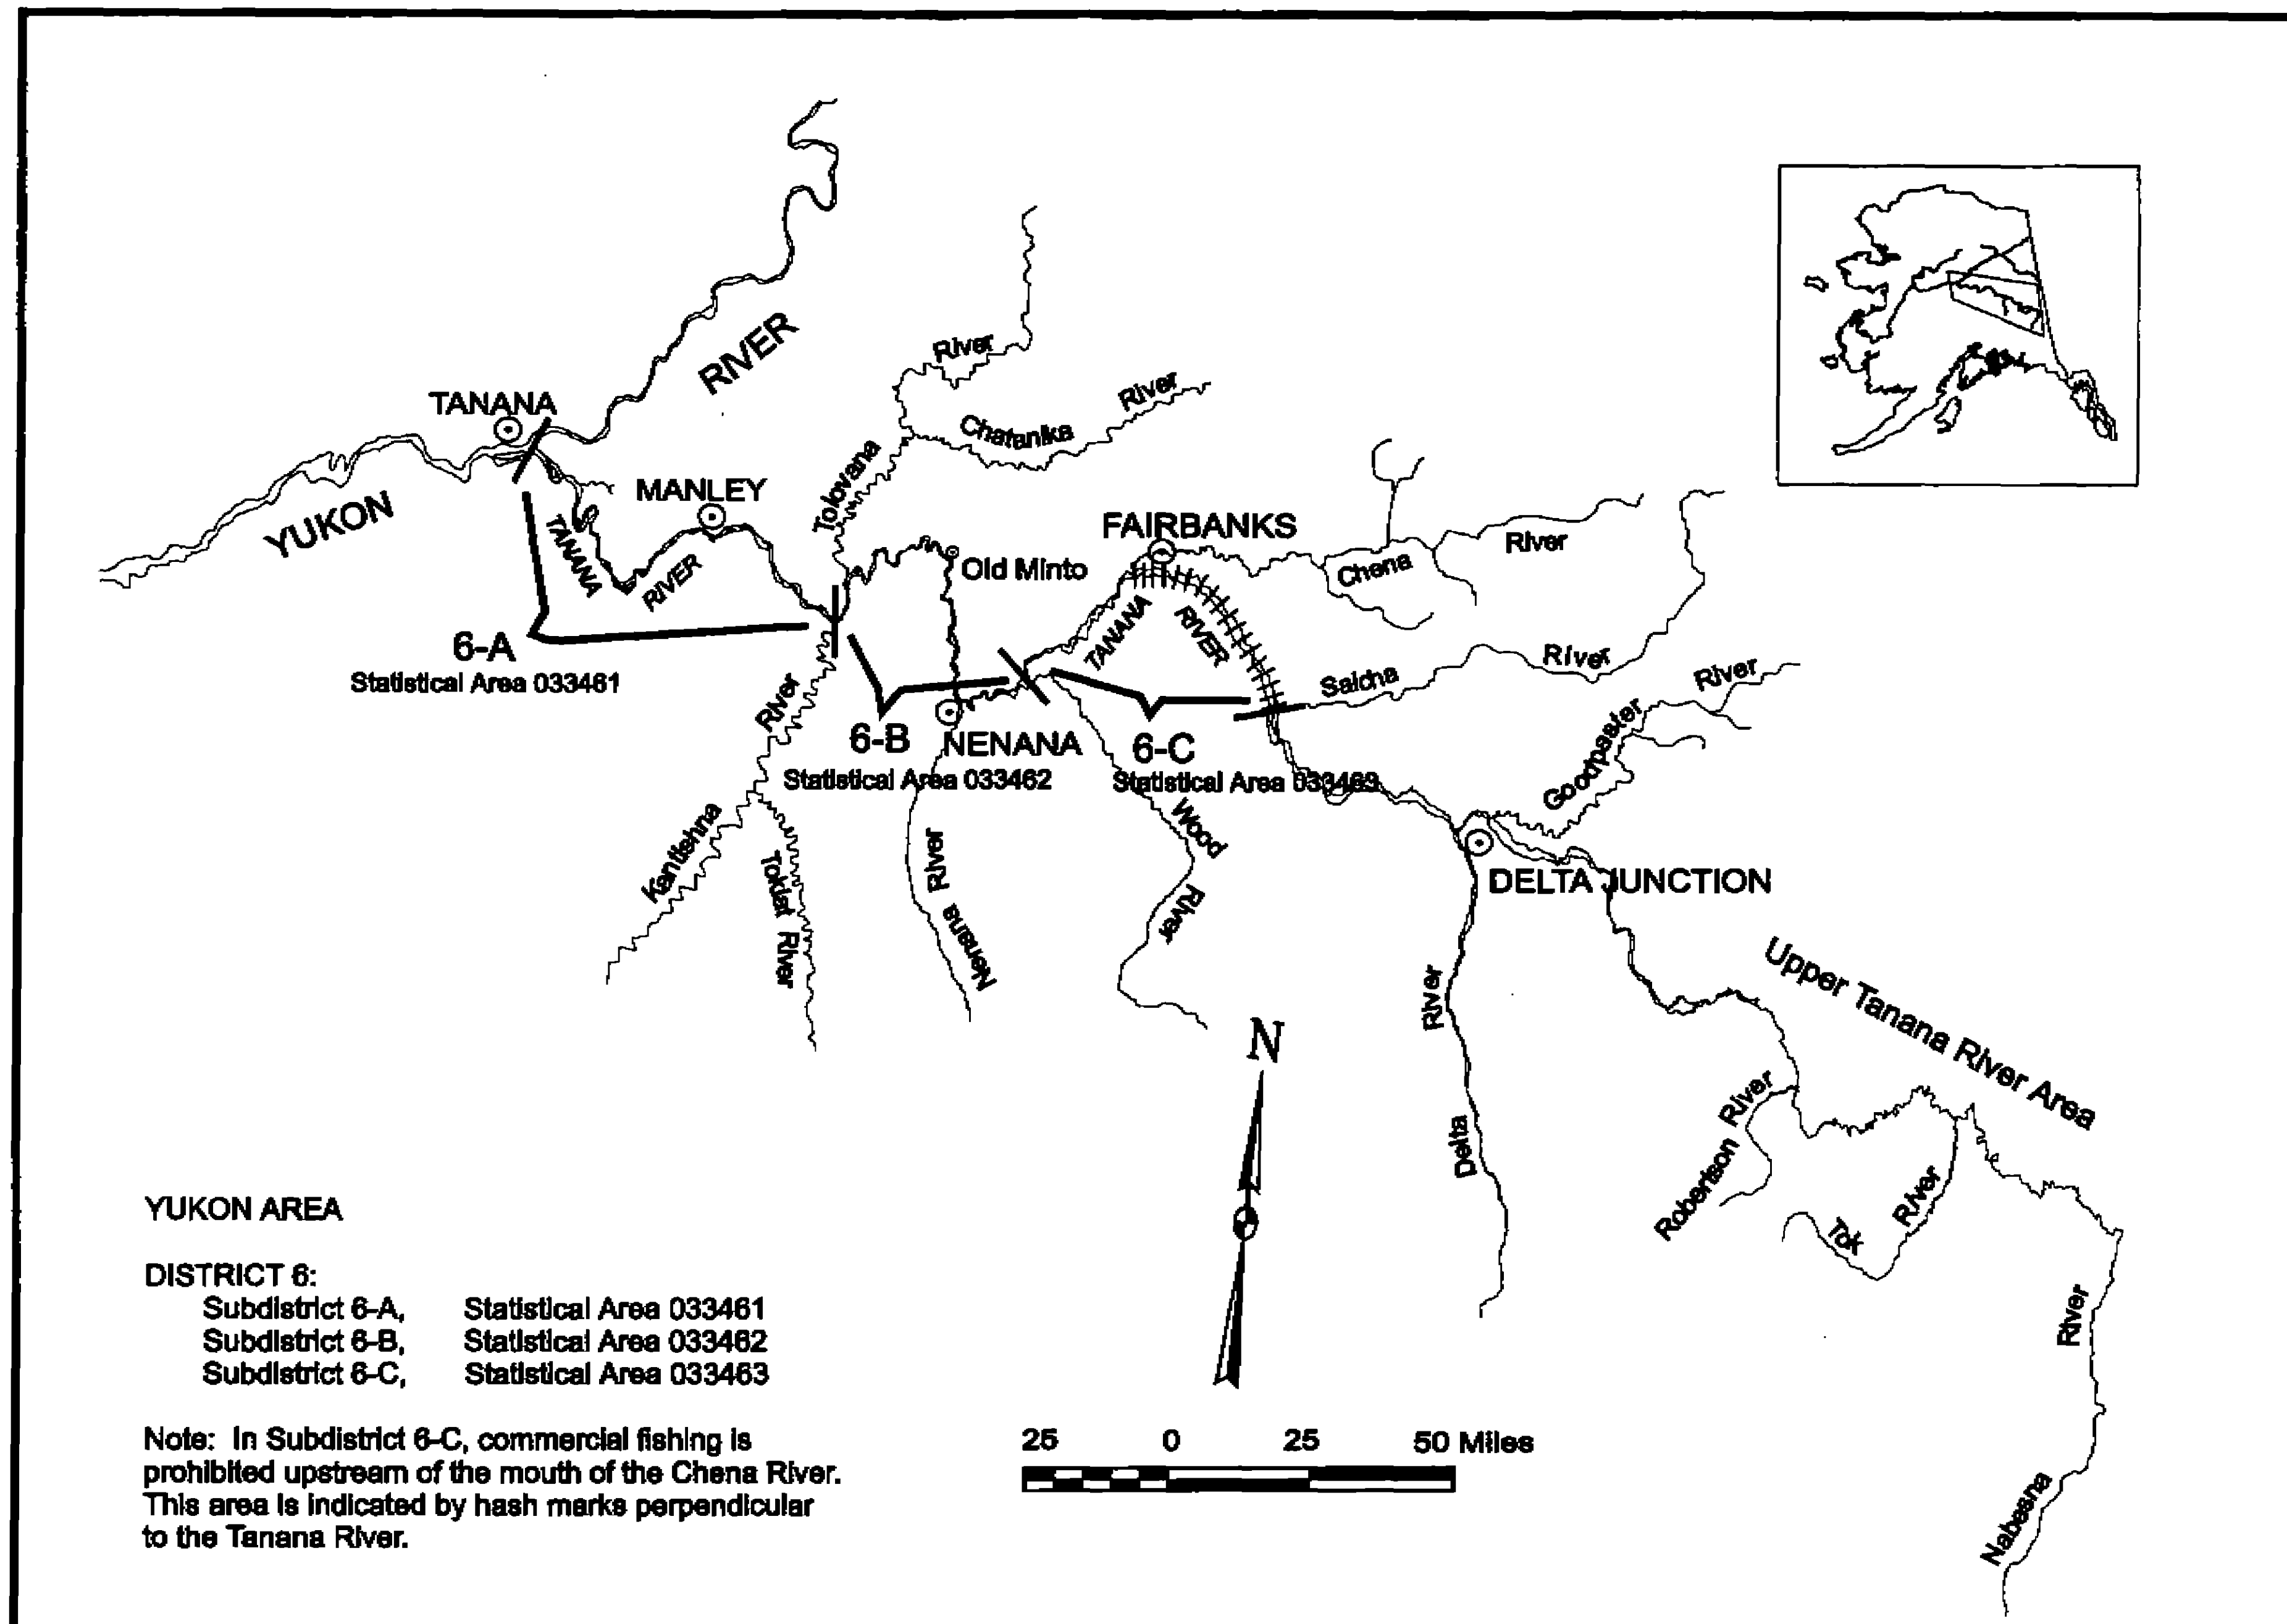 RIVER
River
TANANA
River
Chatanika
MANLEY
Tolovana
YUKON
FAIRBANKS
River
TANANA
RIVER
Old Minto
Chena
TANANA
RIVER
6-A
Statistical Area 033461
River
Salcha
River
River
6-B
NENANA
6-C
Statistical Area 033462
Statistical Area 033463
Goodpaster
Wood
River
Kantishna
Toklat River
River
Nenana
DELTA JUNCTION
Upper Tanana River Area
River
Delta
N
Robertson River
Tok
River
River
Nabesna
YUKON AREA
DISTRICT 6:
Subdistrict 6-A, Statistical Area 033461
Subdistrict 6-B, Statistical Area 033462
Subdistrict 6-C, Statistical Area 033463
Note: In Subdistrict 6-C, commercial fishing is
prohibited upstream of the mouth of the Chena River.
This area is indicated by hash marks perpendicular
to the Tanana River.
25 0 25 50 Miles